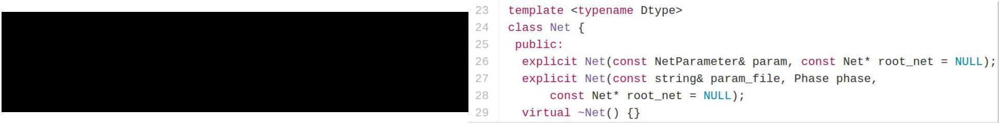 23 template <typename Dtype>
24 class Net {
25  public:
26   explicit Net(const NetParameter& param, const Net* root_net = NULL);
27   explicit Net(const string& param_file, Phase phase,
28       const Net* root_net = NULL);
29   virtual ~Net() {}